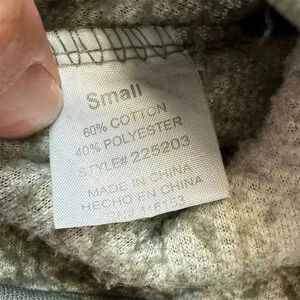 Small
60% COTTON
40% POLYESTER
STYLE# 225203
MADE IN CHINA
HECHO EN CHINA